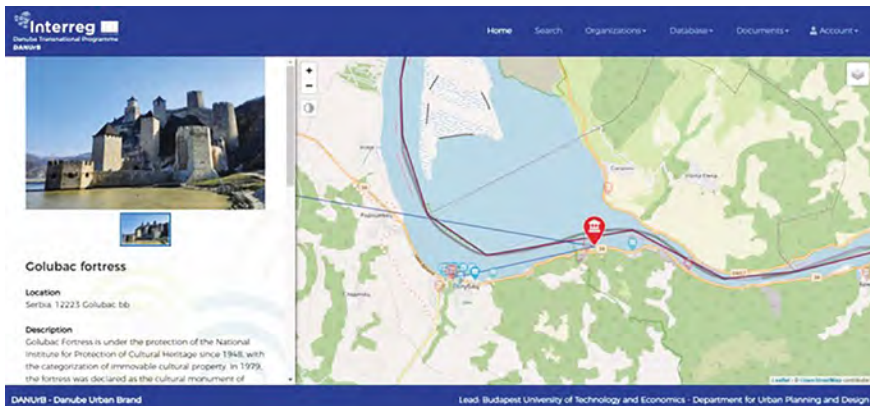 Interreg
Danube Transnational Programme
DANUrB
Home Search Organizations Database Documents Account
+
−
Golubac fortress
Location
Serbia, 12223 Golubac bb
Description
Golubac Fortress is under the protection of the National
Institute for Protection of Cultural Heritage since 1948, with
the categorization of immovable cultural property. In 1979,
the fortress was declared as the cultural monument of
Leaflet | © OpenStreetMap contributors
DANUrB - Danube Urban Brand
Lead: Budapest University of Technology and Economics - Department for Urban Planning and Design